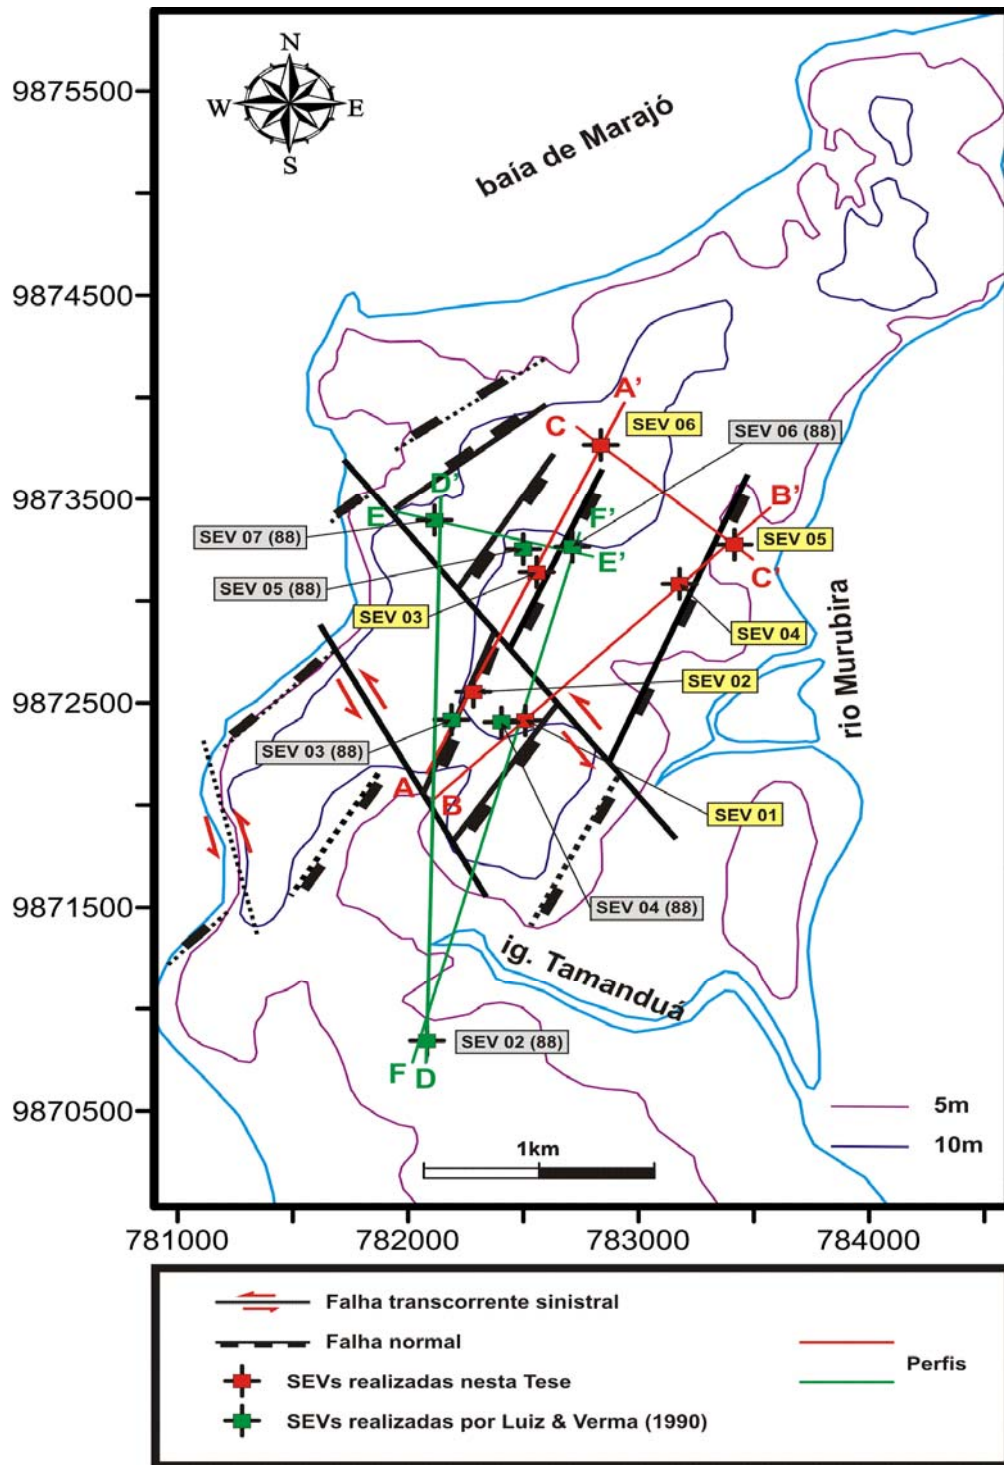 N
W
E
S
baía de Marajó
9875500
9874500
9873500
9872500
9871500
9870500
A'
C
SEV 06
SEV 06 (88)
D'
B'
E
F'
SEV 07 (88)
SEV 05
E'
C'
SEV 05 (88)
SEV 03
SEV 04
rio Murubira
SEV 02
SEV 03 (88)
A
B
SEV 01
SEV 04 (88)
ig. Tamanduá
SEV 02 (88)
F
D
5m
10m
1km
781000
782000
783000
784000
Falha transcorrente sinistral
Falha normal
SEVs realizadas nesta Tese
SEVs realizadas por Luiz & Verma (1990)
Perfis